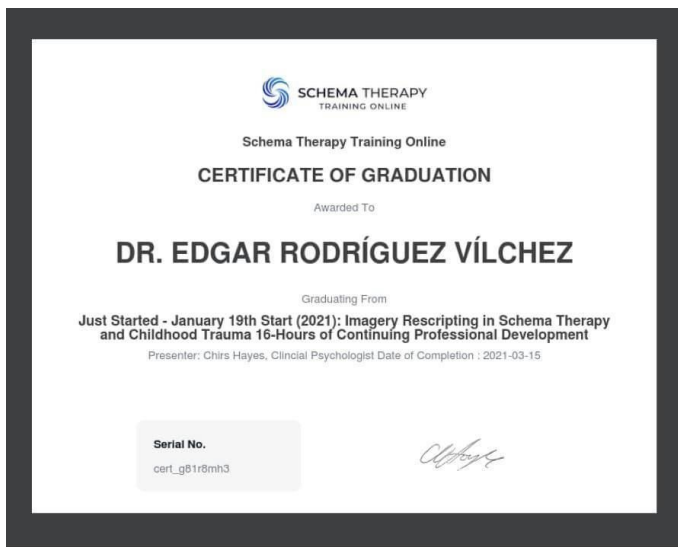 SCHEMA THERAPY
TRAINING ONLINE
Schema Therapy Training Online
CERTIFICATE OF GRADUATION
Awarded To
DR. EDGAR RODRÍGUEZ VÍLCHEZ
Graduating From
Just Started - January 19th Start (2021): Imagery Rescripting in Schema Therapy
and Childhood Trauma 16-Hours of Continuing Professional Development
Presenter: Chirs Hayes, Clincial Psychologist Date of Completion : 2021-03-15
Serial No.
cert_g81r8mh3